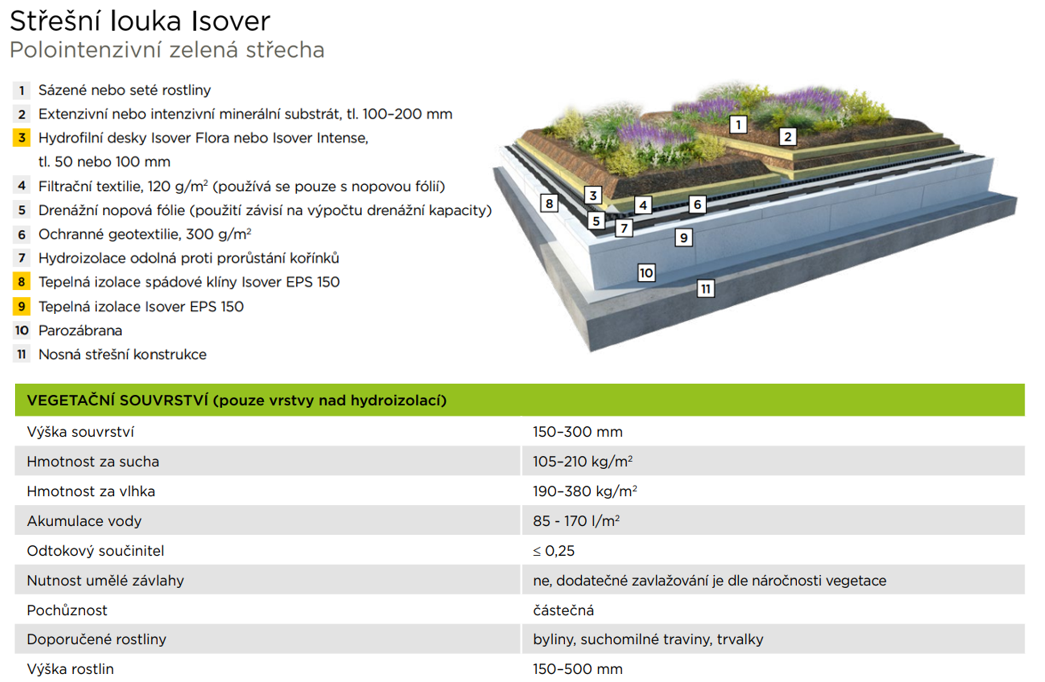 Střešní louka Isover
Polointenzivní zelená střecha
1 Sázené nebo seté rostliny
2 Extenzivní nebo intenzivní minerální substrát, tl. 100–200 mm
3 Hydrofilní desky Isover Flora nebo Isover Intense,
tl. 50 nebo 100 mm
4 Filtrační textilie, 120 g/m² (používá se pouze s nopovou fólií)
5 Drenážní nopová fólie (použití závisí na výpočtu drenážní kapacity)
6 Ochranné geotextilie, 300 g/m²
7 Hydroizolace odolná proti prorůstání kořínků
8 Tepelná izolace spádové klíny Isover EPS 150
9 Tepelná izolace Isover EPS 150
10 Parozábrana
11 Nosná střešní konstrukce
1
2
3
4
5
6
7
8
9
10
11
VEGETAČNÍ SOUVRSTVÍ (pouze vrstvy nad hydroizolací)
Výška souvrství 150–300 mm
Hmotnost za sucha 105–210 kg/m²
Hmotnost za vlhka 190–380 kg/m²
Akumulace vody 85 - 170 l/m²
Odtokový součinitel ≤ 0,25
Nutnost umělé závlahy ne, dodatečné zavlažování je dle náročnosti vegetace
Pochůznost částečná
Doporučené rostliny byliny, suchomilné traviny, trvalky
Výška rostlin 150–500 mm